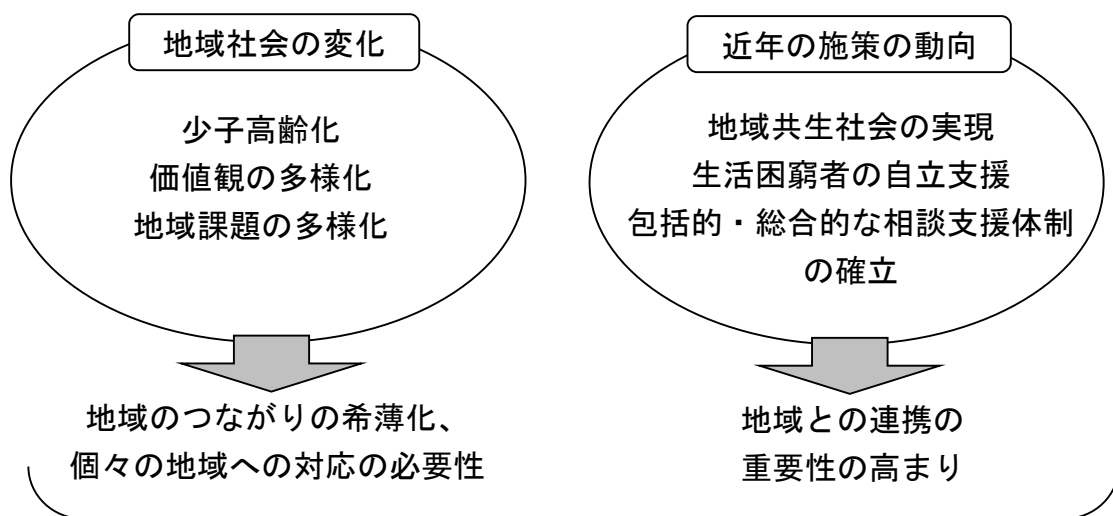 地域社会の変化
少子高齢化
価値観の多様化
地域課題の多様化
地域のつながりの希薄化、
個々の地域への対応の必要性
近年の施策の動向
地域共生社会の実現
生活困窮者の自立支援
包括的・総合的な相談支援体制
の確立
地域との連携の
重要性の高まり